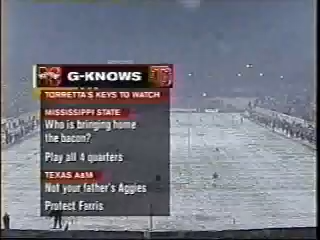 G-KNOWS
TORRETTA'S KEYS TO WATCH
MISSISSIPPI STATE
Who is bringing home
the bacon?
Play all 4 quarters
TEXAS A&M
Not your father's Aggies
Protect Farris